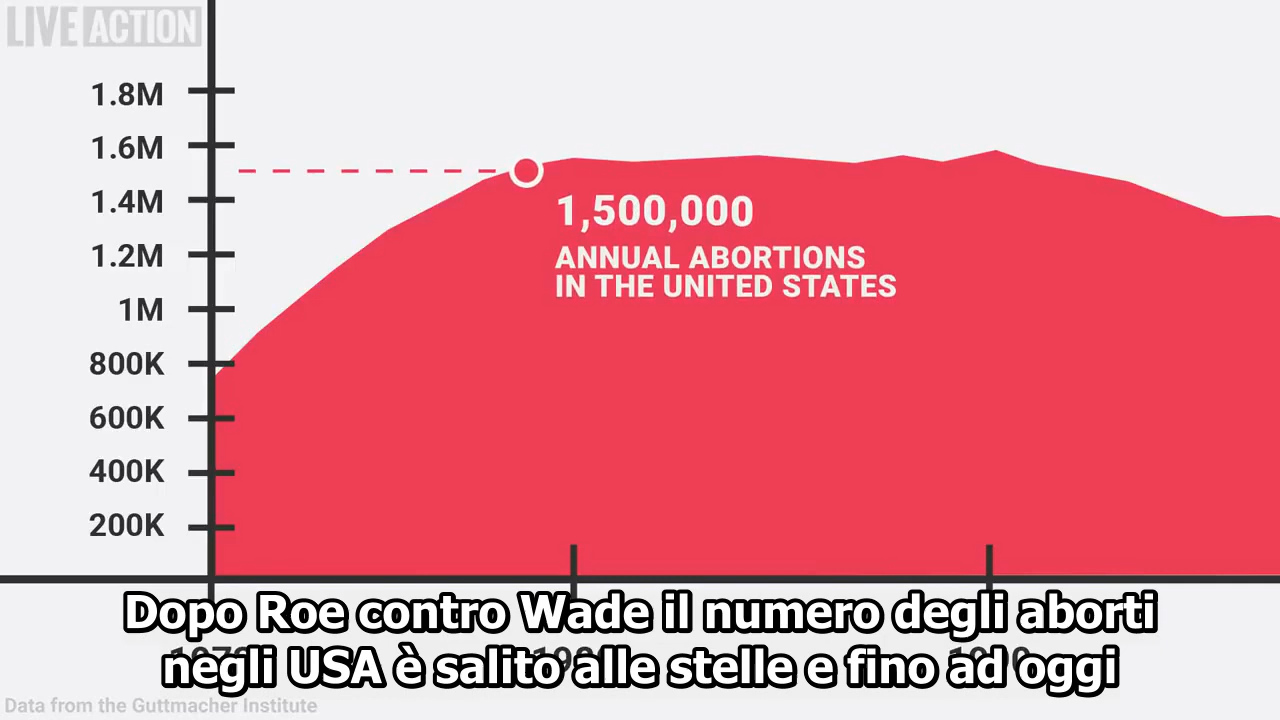 LIVE ACTION
1.8M
1.6M
1.4M
1.2M
1M
800K
600K
400K
200K
1,500,000
ANNUAL ABORTIONS
IN THE UNITED STATES
Dopo Roe contro Wade il numero degli aborti
negli USA è salito alle stelle e fino ad oggi
Data from the Guttmacher Institute